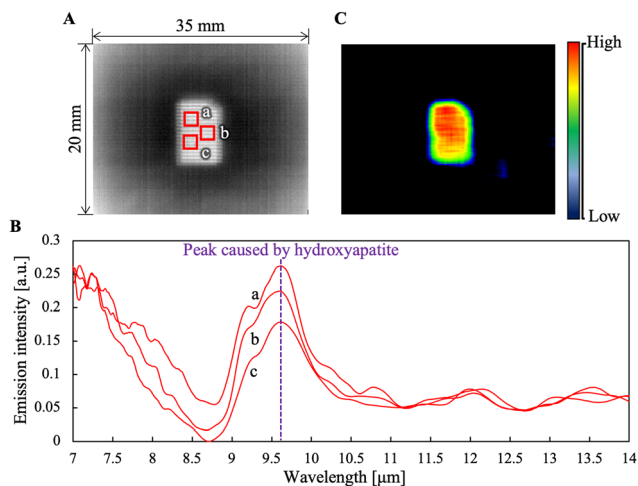 A
35 mm
20 mm
a
b
c
C
High
Low
B
Peak caused by hydroxyapatite
Emission intensity [a.u.]
0.3
0.25
0.2
0.15
0.1
0.05
0
a
b
c
7 7.5 8 8.5 9 9.5 10 10.5 11 11.5 12 12.5 13 13.5 14
Wavelength [μm]